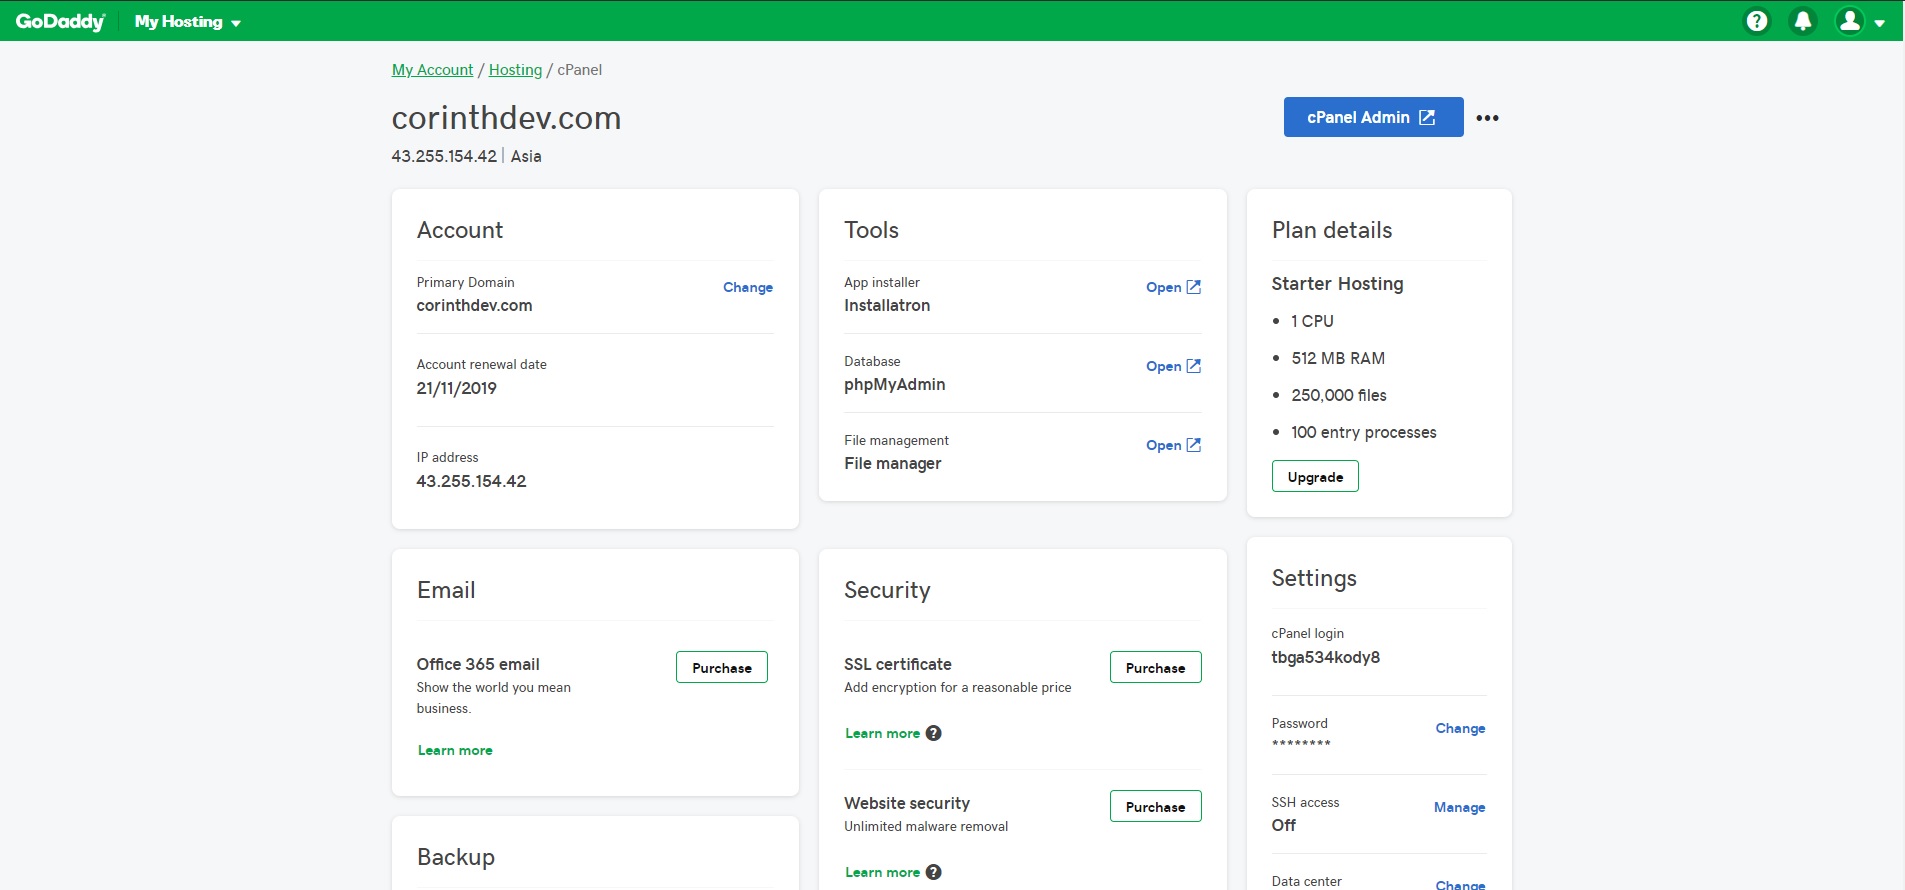 GoDaddy
My Hosting
My Account / Hosting / cPanel
corinthdev.com
43.255.154.42 | Asia
cPanel Admin
Account
Primary Domain
corinthdev.com
Change
Account renewal date
21/11/2019
IP address
43.255.154.42
Tools
App installer
Installatron
Open
Database
phpMyAdmin
Open
File management
File manager
Open
Plan details
Starter Hosting
• 1 CPU
• 512 MB RAM
• 250,000 files
• 100 entry processes
Upgrade
Email
Office 365 email
Show the world you mean
business.
Purchase
Learn more
Security
SSL certificate
Add encryption for a reasonable price
Purchase
Learn more ?
Website security
Unlimited malware removal
Purchase
Learn more ?
Settings
cPanel login
tbga534kody8
Password
********
Change
SSH access
Off
Manage
Data center
Change
Backup